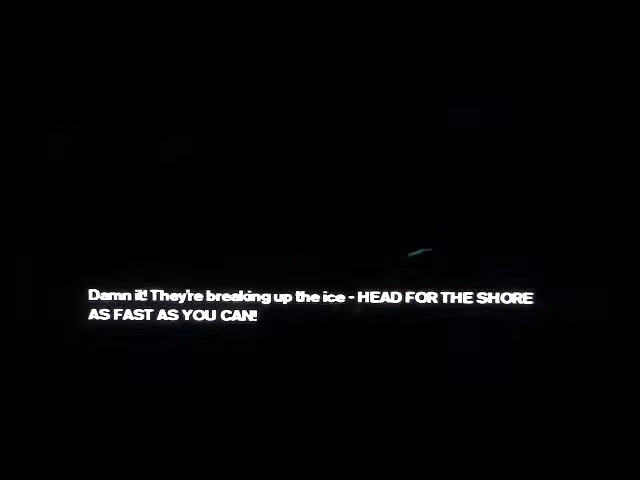 Damn it! They're breaking up the ice - HEAD FOR THE SHORE
AS FAST AS YOU CAN!